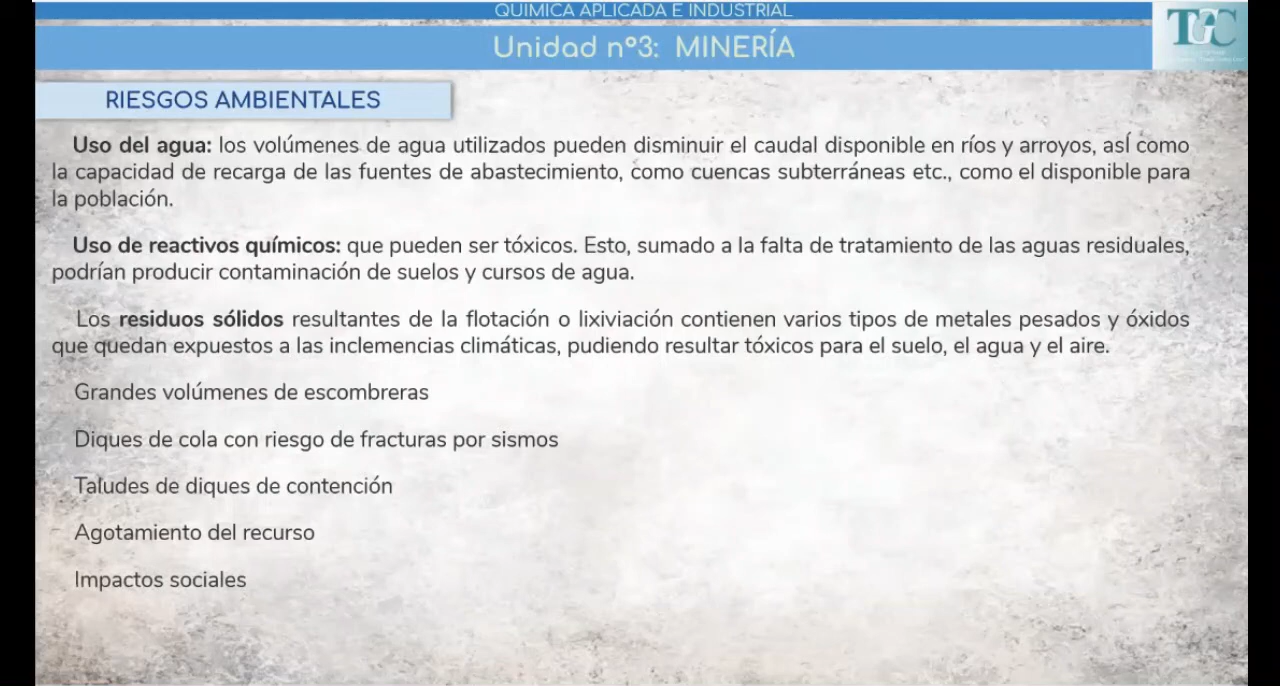 QUIMICA APLICADA E INDUSTRIAL
Unidad nº3: MINERÍA
TGC
RIESGOS AMBIENTALES
Uso del agua: los volúmenes de agua utilizados pueden disminuir el caudal disponible en ríos y arroyos, asÍ como
la capacidad de recarga de las fuentes de abastecimiento, como cuencas subterráneas etc., como el disponible para
la población.
Uso de reactivos químicos: que pueden ser tóxicos. Esto, sumado a la falta de tratamiento de las aguas residuales,
podrían producir contaminación de suelos y cursos de agua.
Los residuos sólidos resultantes de la flotación o lixiviación contienen varios tipos de metales pesados y óxidos
que quedan expuestos a las inclemencias climáticas, pudiendo resultar tóxicos para el suelo, el agua y el aire.
Grandes volúmenes de escombreras
Diques de cola con riesgo de fracturas por sismos
Taludes de diques de contención
Agotamiento del recurso
Impactos sociales